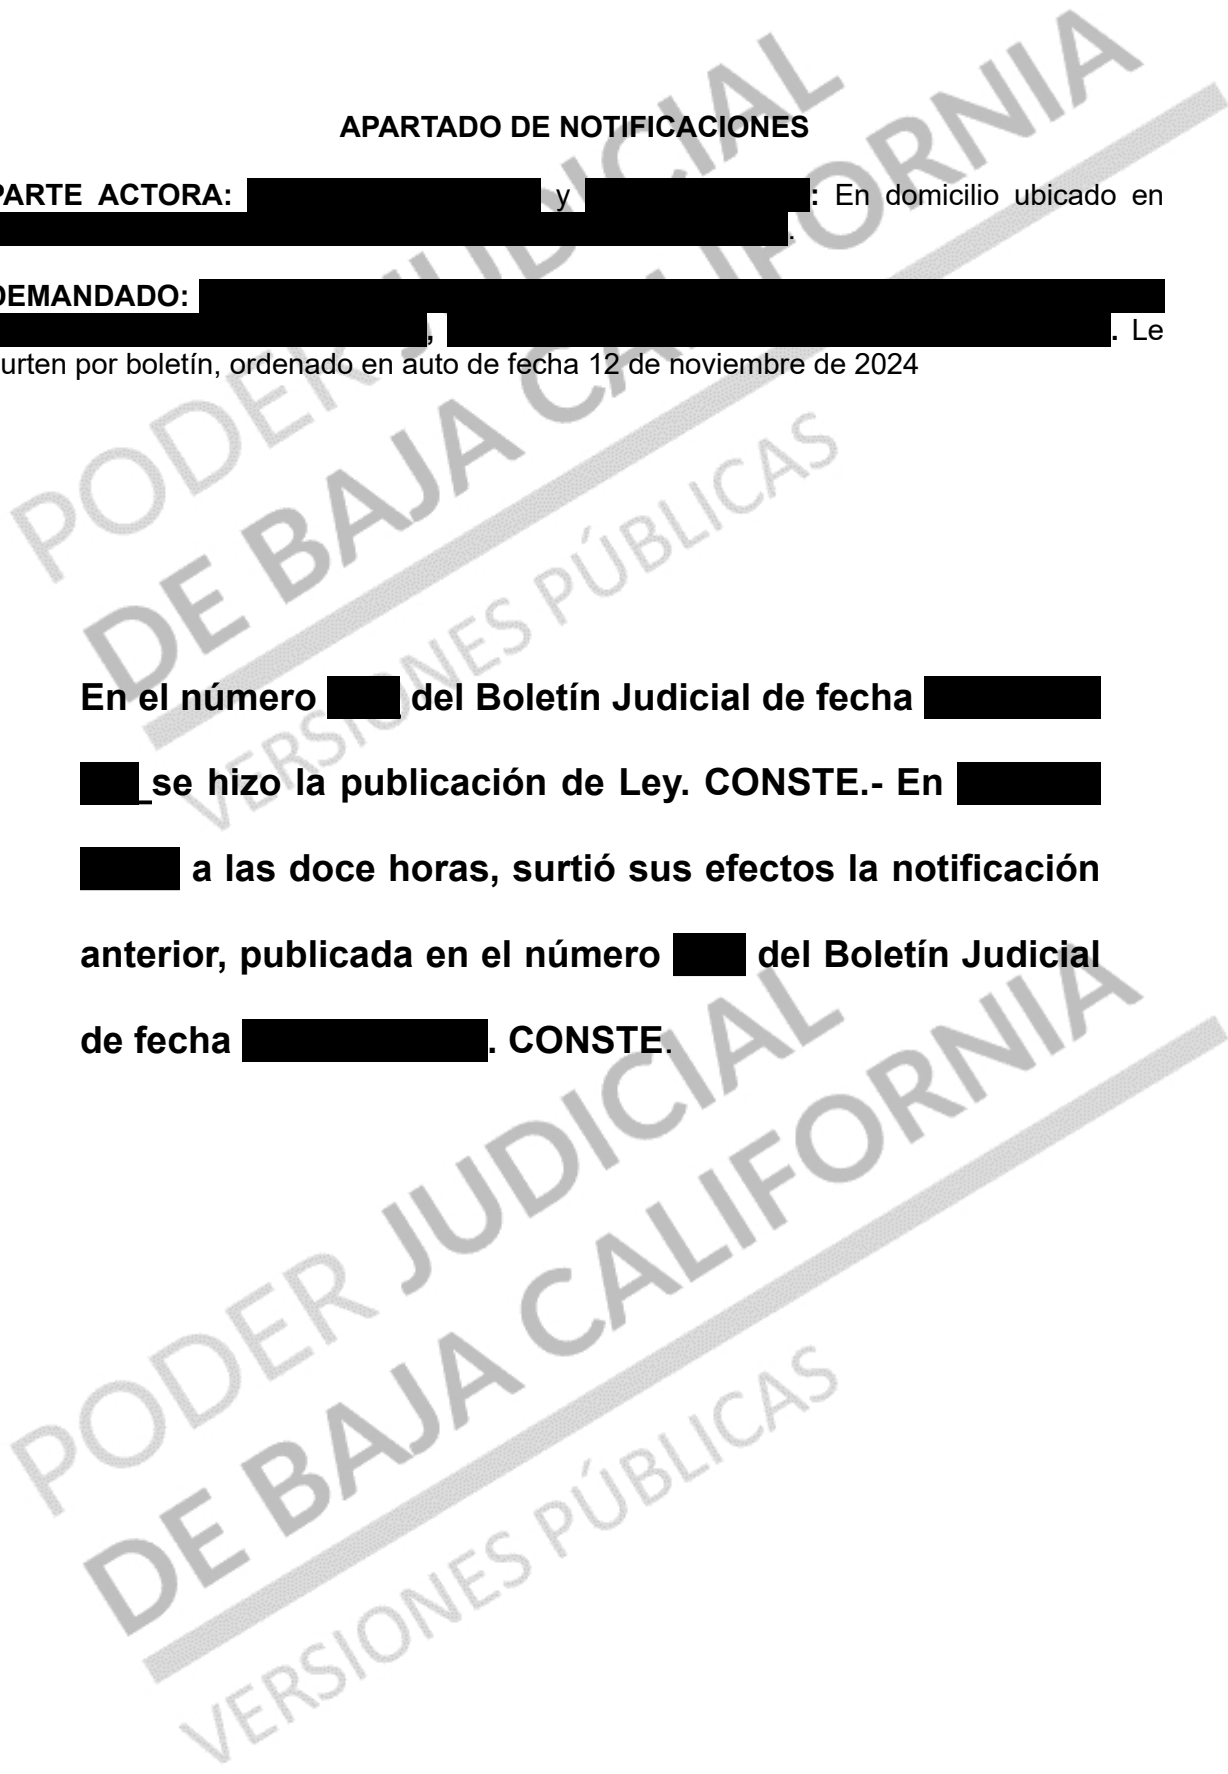 APARTADO DE NOTIFICACIONES
PARTE ACTORA: y : En domicilio ubicado en
.
DEMANDADO:
, . Le
urten por boletín, ordenado en auto de fecha 12 de noviembre de 2024
En el número del Boletín Judicial de fecha
_se hizo la publicación de Ley. CONSTE.- En
a las doce horas, surtió sus efectos la notificación
anterior, publicada en el número del Boletín Judicial
de fecha . CONSTE.
PODER JUDICIAL
DE BAJA CALIFORNIA
VERSIONES PÚBLICAS
PODER JUDICIAL
DE BAJA CALIFORNIA
VERSIONES PÚBLICAS